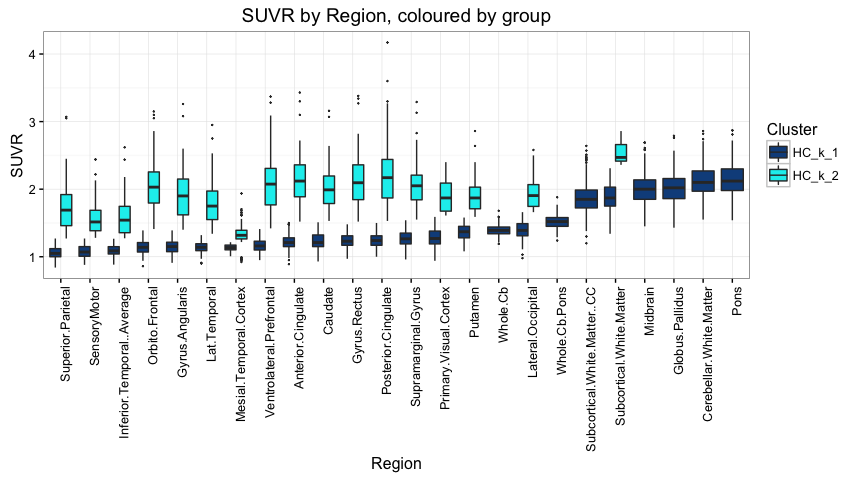 SUVR by Region, coloured by group
SUVR
4
3
2
1
Superior.Parietal
SensoryMotor
Inferior.Temporal..Average
Orbito.Frontal
Gyrus.Angularis
Lat.Temporal
Mesial.Temporal.Cortex
Ventrolateral.Prefrontal
Anterior.Cingulate
Caudate
Gyrus.Rectus
Posterior.Cingulate
Supramarginal.Gyrus
Primary.Visual.Cortex
Putamen
Whole.Cb
Lateral.Occipital
Whole.Cb.Pons
Subcortical.White.Matter..CC
Subcortical.White.Matter
Midbrain
Globus.Pallidus
Cerebellar.White.Matter
Pons
Region
Cluster
HC_k_1
HC_k_2